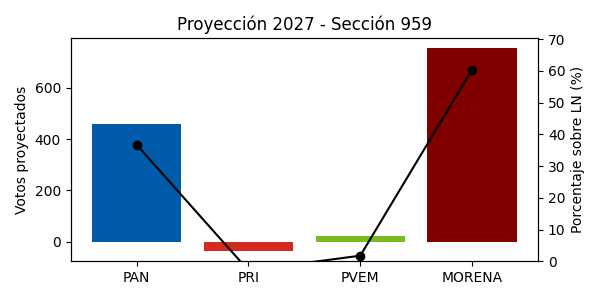 Proyección 2027 - Sección 959
Votos proyectados
600
400
200
0
70
60
50
40
30
20
10
0
Porcentaje sobre LN (%)
PAN
PRI
PVEM
MORENA